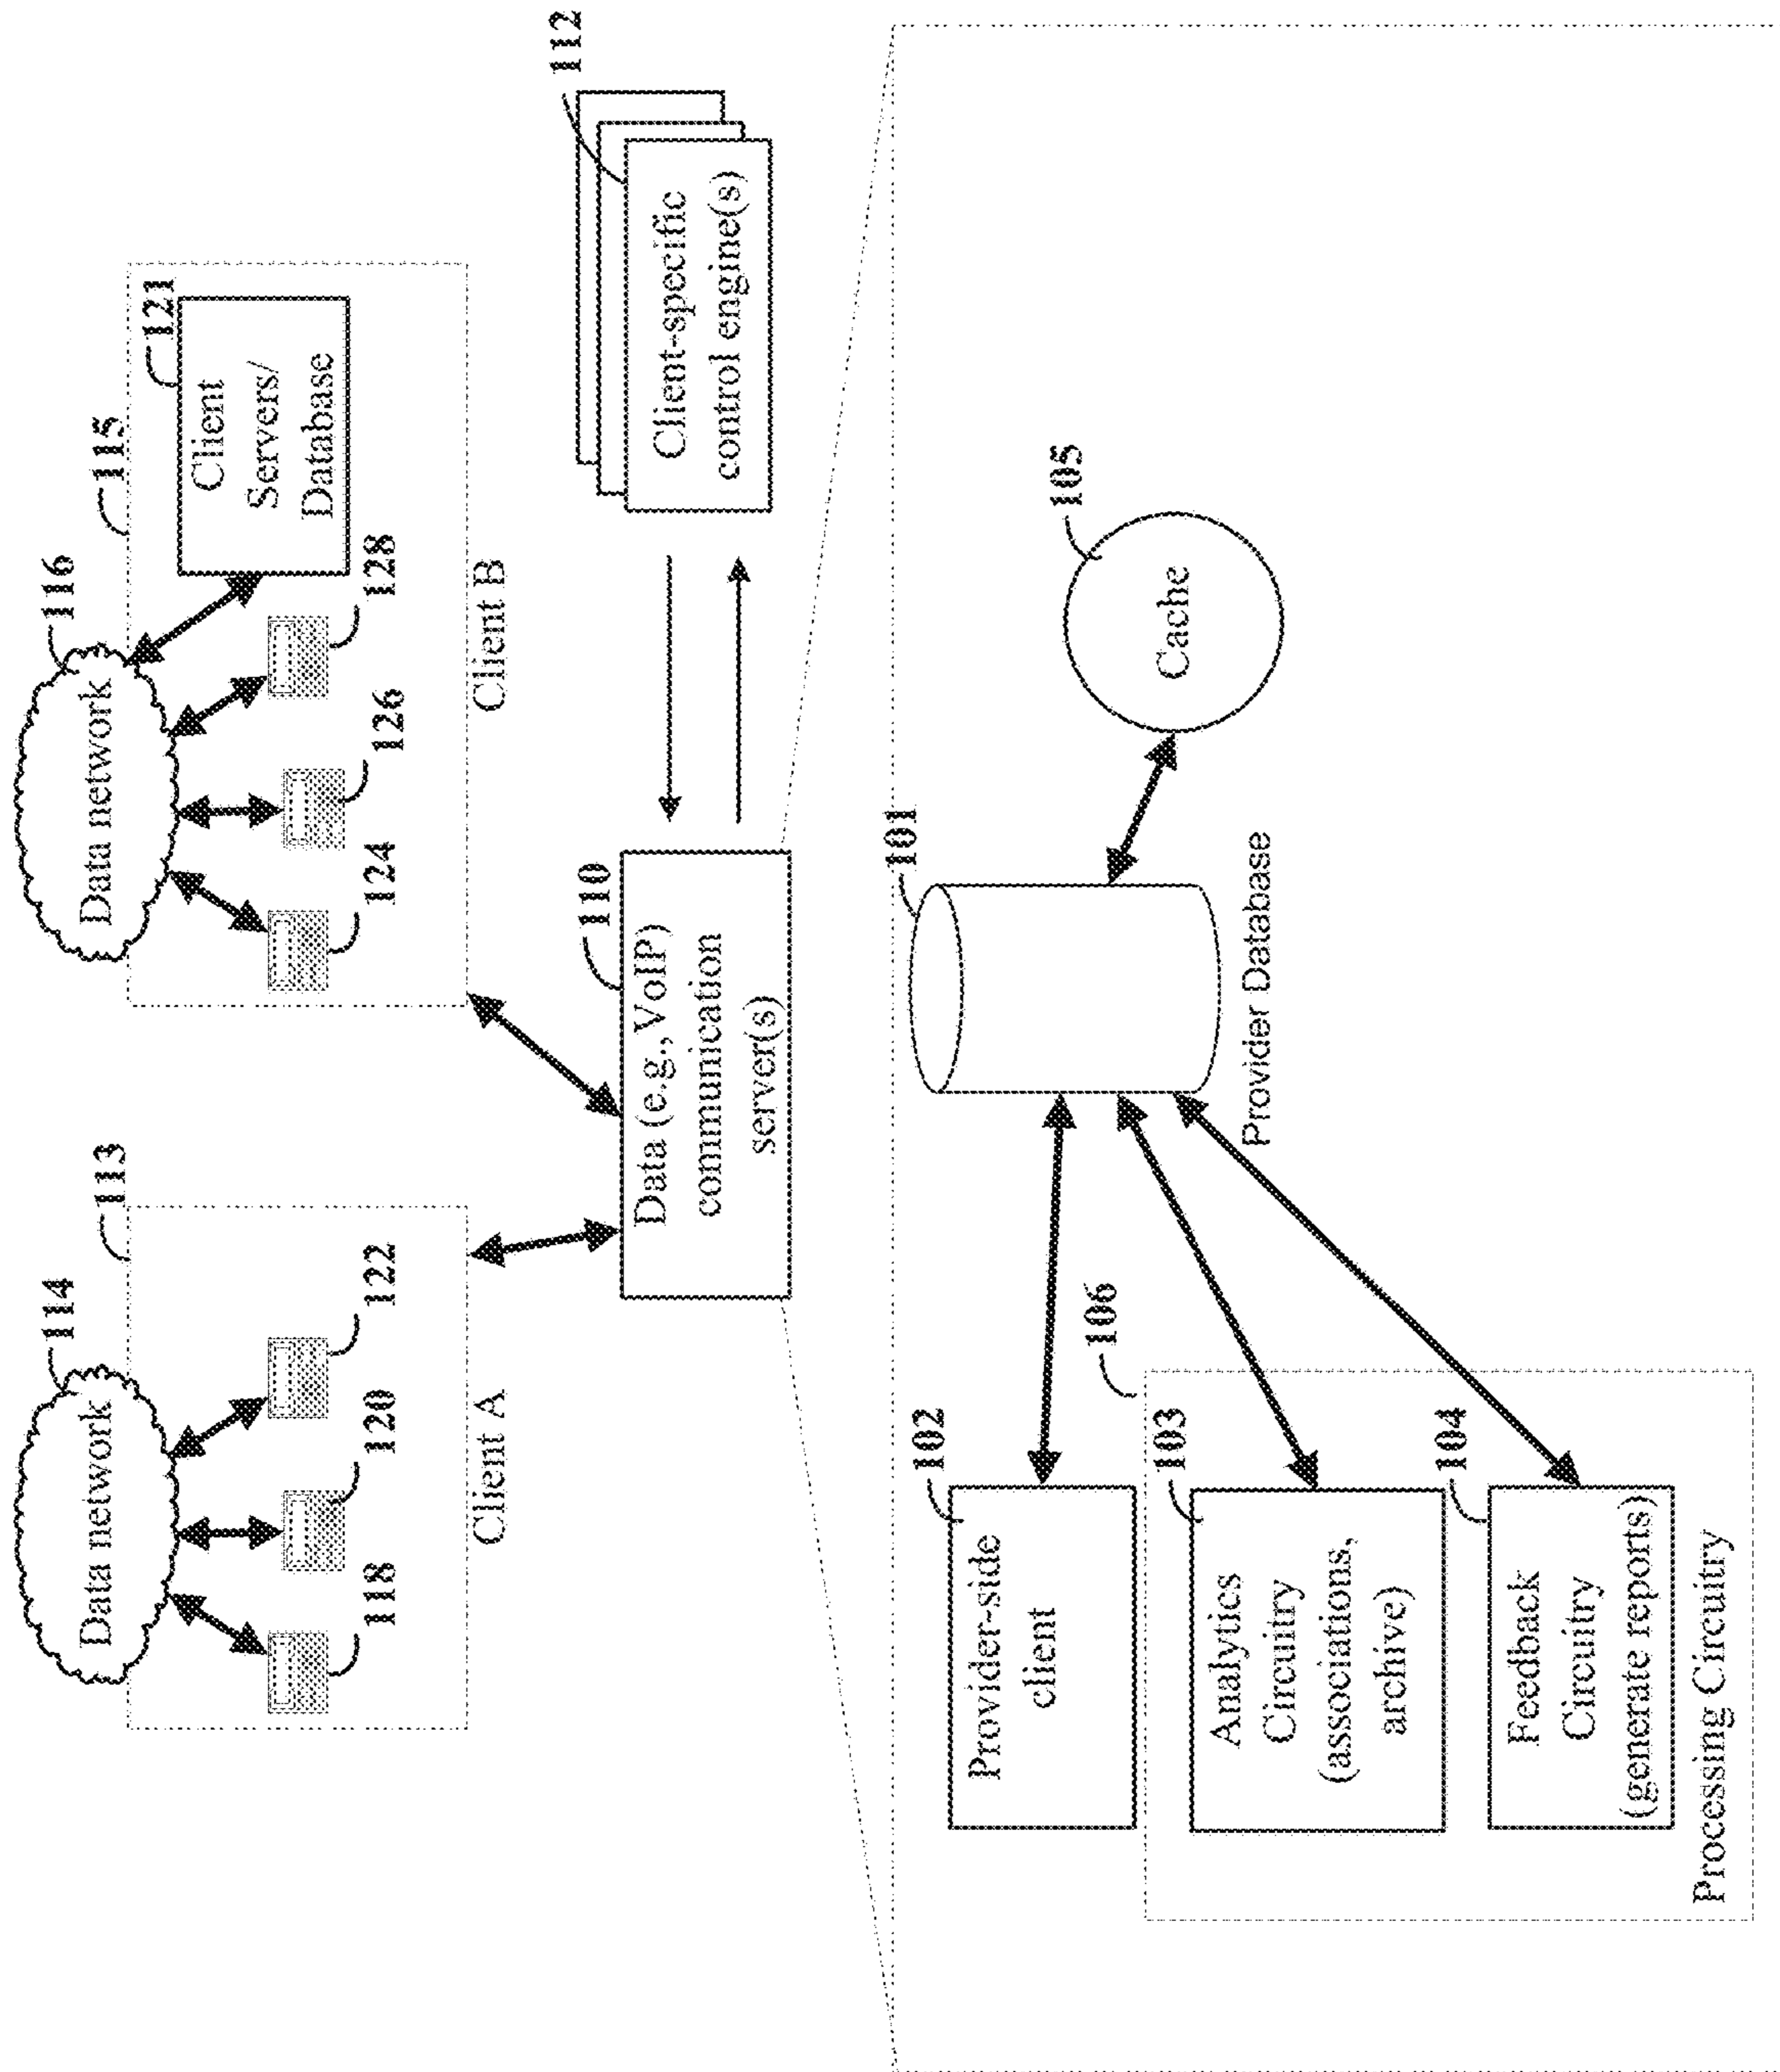 114
Data network
113
118
120
122
Client A
116
Data network
115
121
Client
Servers/
Database
124
126
128
Client B
110
Data (e.g., VoIP)
communication
server(s)
112
Client-specific
control engine(s)
101
Provider Database
105
Cache
102
Provider-side
client
106
103
Analytics
Circuitry
(associations,
archive)
104
Feedback
Circuitry
(generate reports)
Processing Circuitry